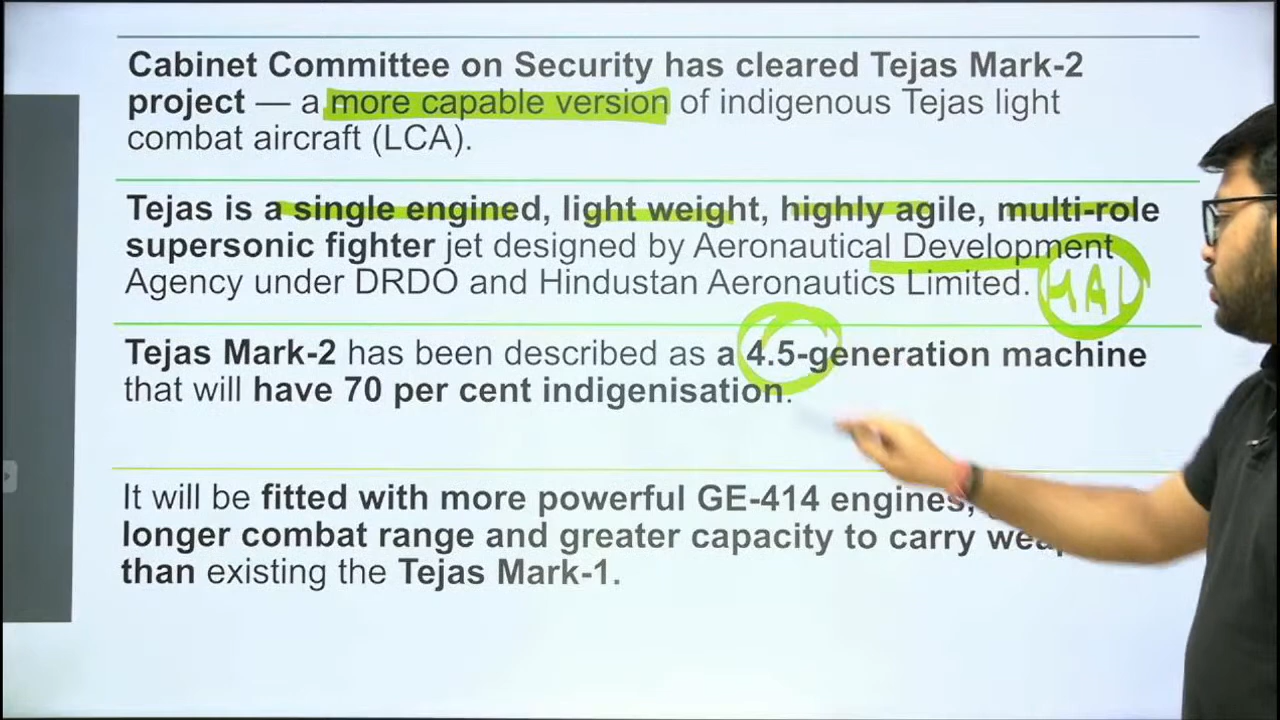 Cabinet Committee on Security has cleared Tejas Mark-2
project — a more capable version of indigenous Tejas light
combat aircraft (LCA).
Tejas is a single engined, light weight, highly agile, multi-role
supersonic fighter jet designed by Aeronautical Development
Agency under DRDO and Hindustan Aeronautics Limited.
HAL
Tejas Mark-2 has been described as a 4.5-generation machine
that will have 70 per cent indigenisation.
It will be fitted with more powerful GE-414 engines,
longer combat range and greater capacity to carry
than existing the Tejas Mark-1.